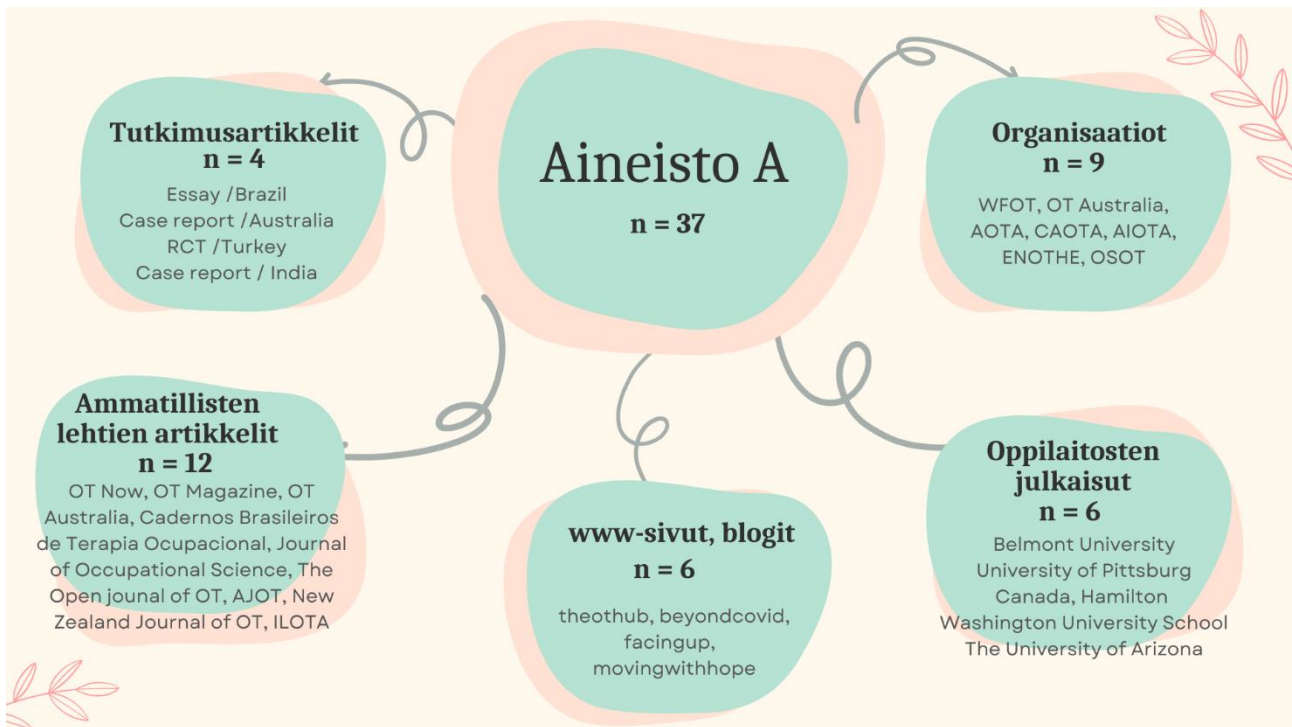 Aineisto A
n = 37
Tutkimusartikkelit
n = 4
Essay /Brazil
Case report /Australia
RCT /Turkey
Case report / India
Organisaatiot
n = 9
WFOT, OT Australia,
AOTA, CAOTA, AIOTA,
ENOTHE, OSOT
Ammatillisten
lehtien artikkelit
n = 12
OT Now, OT Magazine, OT
Australia, Cadernos Brasileiros
de Terapia Ocupacional, Journal
of Occupational Science, The
Open jounal of OT, AJOT, New
Zealand Journal of OT, ILOTA
www-sivut, blogit
n = 6
theothub, beyondcovid,
facingup,
movingwithhope
Oppilaitosten
julkaisut
n = 6
Belmont University
University of Pittsburg
Canada, Hamilton
Washington University School
The University of Arizona